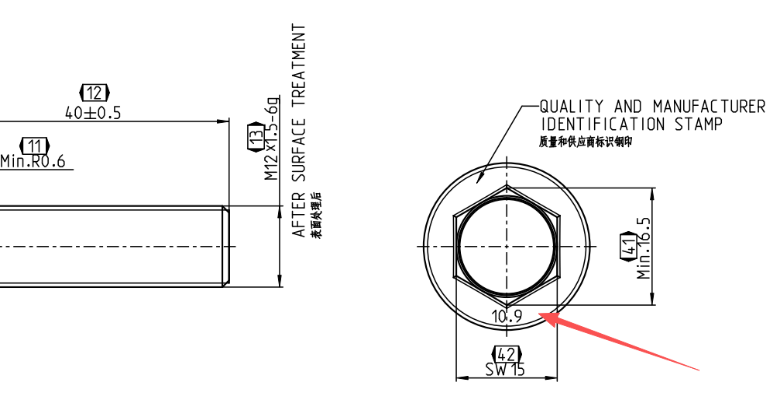 12
40±0.5
11
Min.R0.6
13
M12x1.5-6g
AFTER SURFACE TREATMENT
表面处理后
QUALITY AND MANUFACTURER
IDENTIFICATION STAMP
质量和供应商标识钢印
41
Min.16.5
10.9
42
SW15